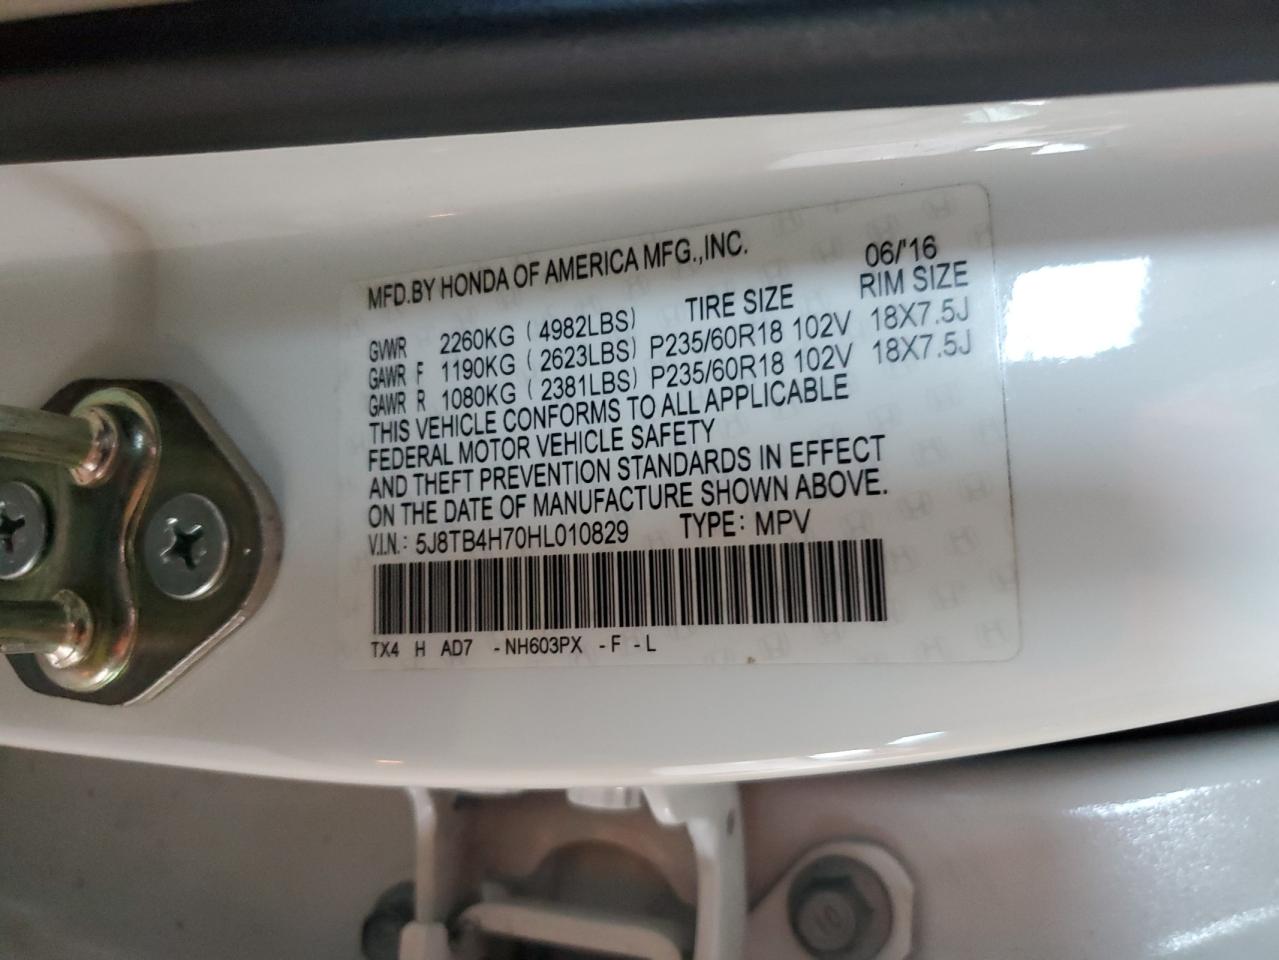 MFD.BY HONDA OF AMERICA MFG.,INC. 06/'16
GVWR 2260KG (4982LBS) TIRE SIZE RIM SIZE
GAWR F 1190KG (2623LBS) P235/60R18 102V 18X7.5J
GAWR R 1080KG (2381LBS) P235/60R18 102V 18X7.5J
THIS VEHICLE CONFORMS TO ALL APPLICABLE
FEDERAL MOTOR VEHICLE SAFETY
AND THEFT PREVENTION STANDARDS IN EFFECT
ON THE DATE OF MANUFACTURE SHOWN ABOVE.
V.I.N.: 5J8TB4H70HL010829 TYPE: MPV
TX4 H AD7 -NH603PX -F -L
10